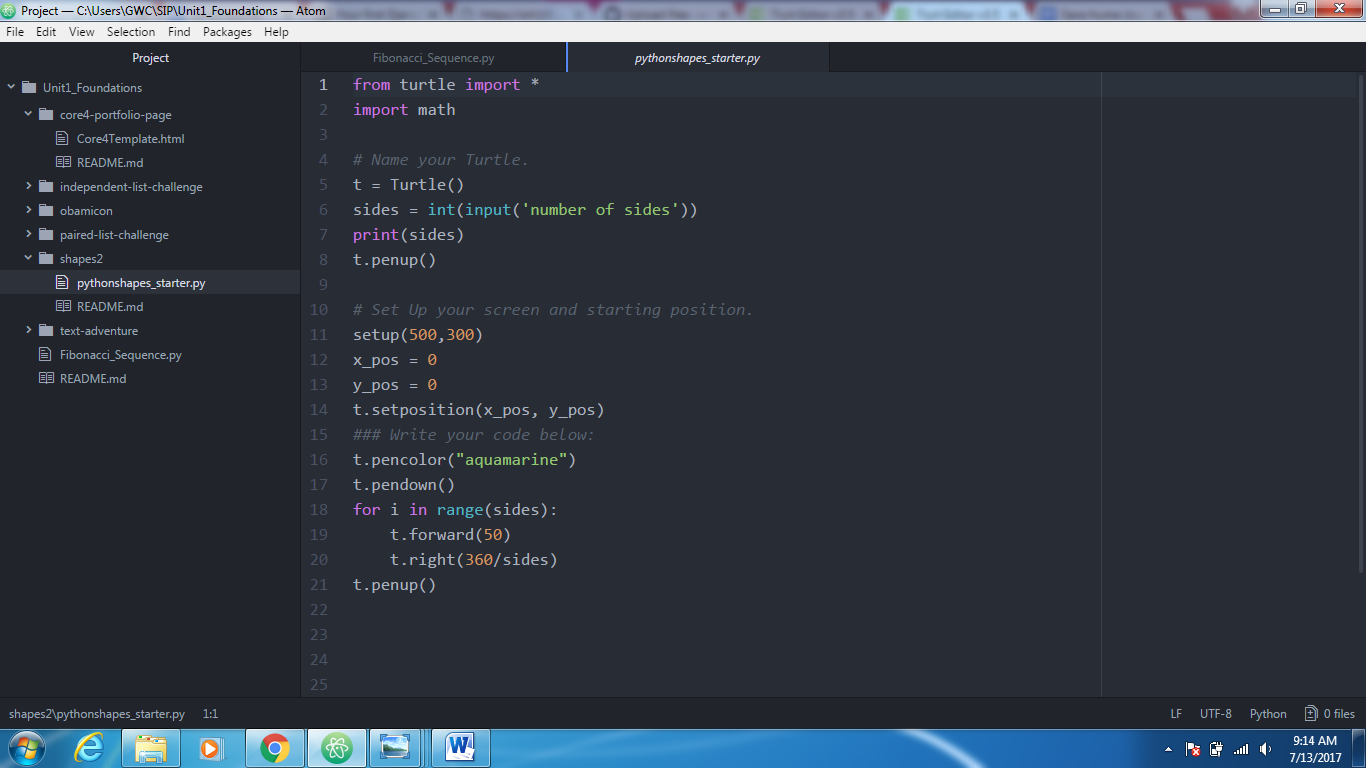 Project — C:\Users\GWC\SIP\Unit1_Foundations — Atom
File Edit View Selection Find Packages Help
Project
Unit1_Foundations
core4-portfolio-page
Core4Template.html
README.md
independent-list-challenge
obamicon
paired-list-challenge
shapes2
pythonshapes_starter.py
README.md
text-adventure
Fibonacci_Sequence.py
README.md
Fibonacci_Sequence.py pythonshapes_starter.py
1 from turtle import *
2 import math
3
4 # Name your Turtle.
5 t = Turtle()
6 sides = int(input('number of sides'))
7 print(sides)
8 t.penup()
9
10 # Set Up your screen and starting position.
11 setup(500,300)
12 x_pos = 0
13 y_pos = 0
14 t.setposition(x_pos, y_pos)
15 ### Write your code below:
16 t.pencolor("aquamarine")
17 t.pendown()
18 for i in range(sides):
19 t.forward(50)
20 t.right(360/sides)
21 t.penup()
22
23
24
25
shapes2\pythonshapes_starter.py 1:1 LF UTF-8 Python 0 files
9:14 AM
7/13/2017